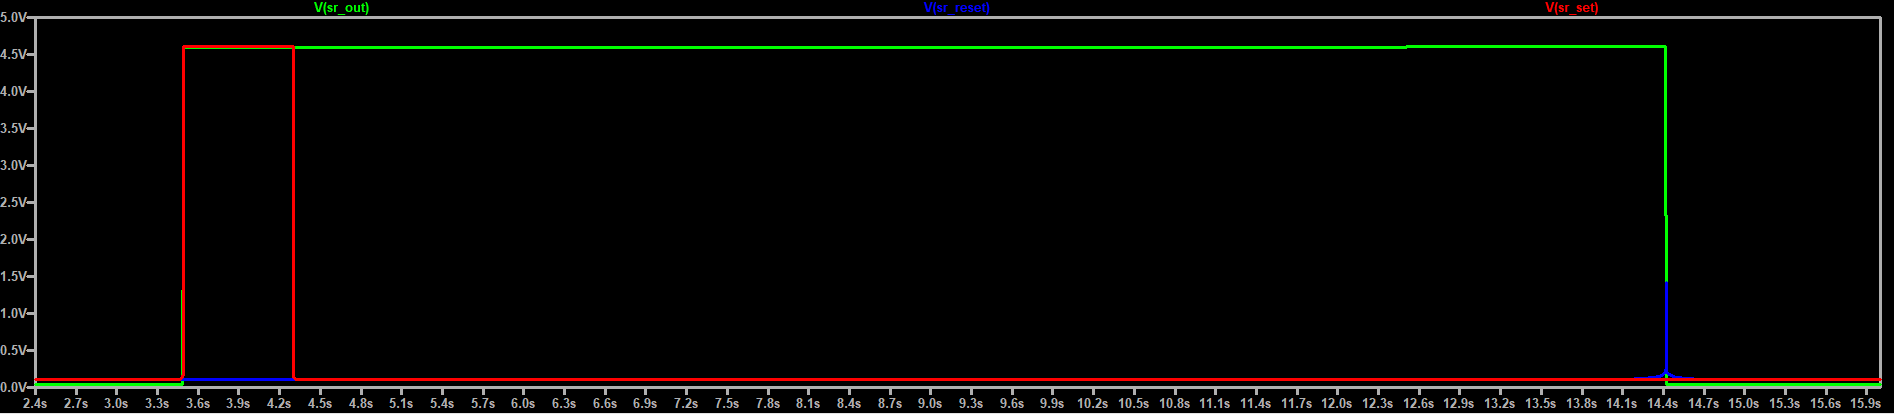 V(sr_out) V(sr_reset) V(sr_set)
5.0V
4.5V
4.0V
3.5V
3.0V
2.5V
2.0V
1.5V
1.0V
0.5V
0.0V
2.4s 2.7s 3.0s 3.3s 3.6s 3.9s 4.2s 4.5s 4.8s 5.1s 5.4s 5.7s 6.0s 6.3s 6.6s 6.9s 7.2s 7.5s 7.8s 8.1s 8.4s 8.7s 9.0s 9.3s 9.6s 9.9s 10.2s 10.5s 10.8s 11.1s 11.4s 11.7s 12.0s 12.3s 12.6s 12.9s 13.2s 13.5s 13.8s 14.1s 14.4s 14.7s 15.0s 15.3s 15.6s 15.9s